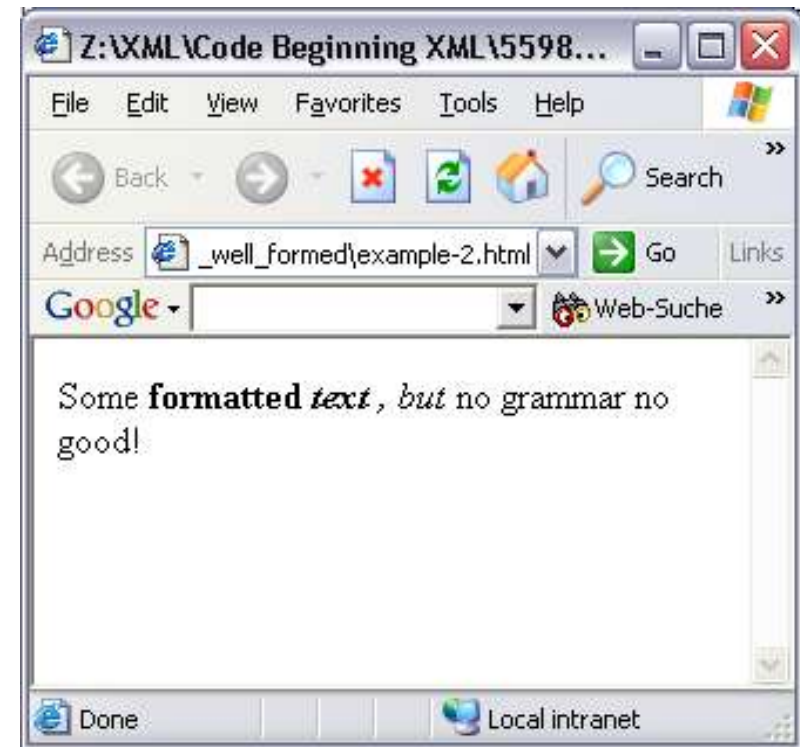 Z:\XML\Code Beginning XML\5598...
File Edit View Favorites Tools Help
Back Search »
Address _well_formed\example-2.html Go Links
Google Web-Suche »
Some formatted text , but no grammar no
good!
Done Local intranet